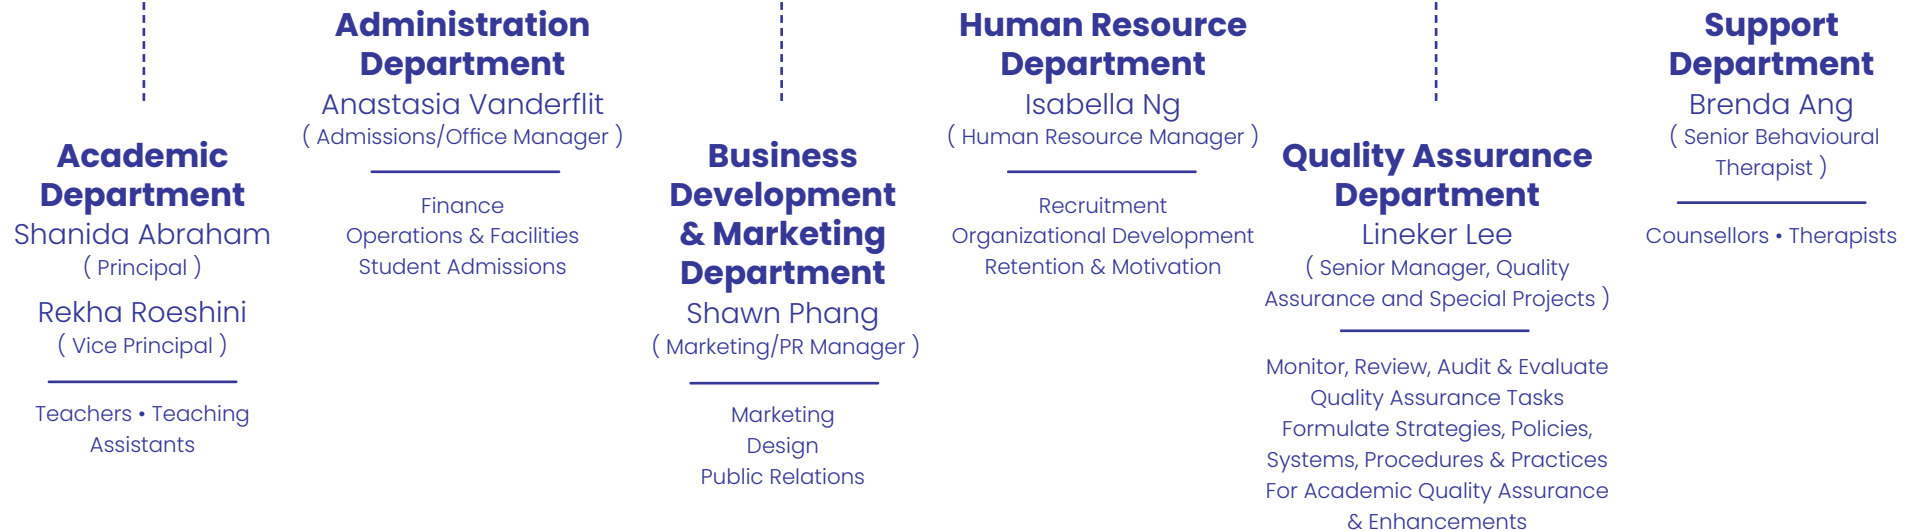 Academic
Department
Shanida Abraham
( Principal )
Rekha Roeshini
( Vice Principal )
Teachers • Teaching
Assistants
Administration
Department
Anastasia Vanderflit
( Admissions/Office Manager )
Finance
Operations & Facilities
Student Admissions
Business
Development
& Marketing
Department
Shawn Phang
( Marketing/PR Manager )
Marketing
Design
Public Relations
Human Resource
Department
Isabella Ng
( Human Resource Manager )
Recruitment
Organizational Development
Retention & Motivation
Quality Assurance
Department
Lineker Lee
( Senior Manager, Quality
Assurance and Special Projects )
Monitor, Review, Audit & Evaluate
Quality Assurance Tasks
Formulate Strategies, Policies,
Systems, Procedures & Practices
For Academic Quality Assurance
& Enhancements
Support
Department
Brenda Ang
( Senior Behavioural
Therapist )
Counsellors • Therapists